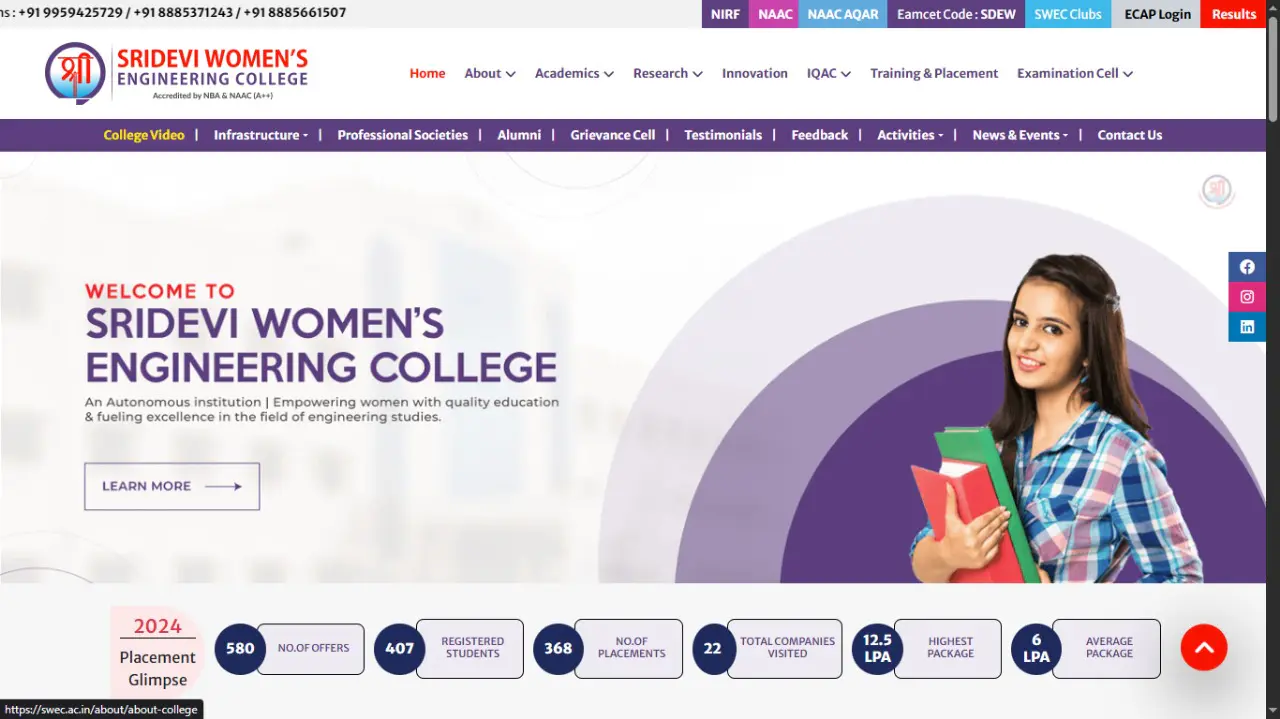 ns : +91 9959425729 / +91 8885371243 / +91 8885661507
NIRF NAAC NAAC AQAR Eamcet Code : SDEW SWEC Clubs ECAP Login Results
श्री
SRIDEVI WOMEN'S
ENGINEERING COLLEGE
Accredited by NBA & NAAC (A++)
Home About Academics Research Innovation IQAC Training & Placement Examination Cell
College Video | Infrastructure | Professional Societies | Alumni | Grievance Cell | Testimonials | Feedback | Activities | News & Events | Contact Us
श्री
WELCOME TO
SRIDEVI WOMEN'S
ENGINEERING COLLEGE
An Autonomous institution | Empowering women with quality education
& fueling excellence in the field of engineering studies.
LEARN MORE
2024
Placement
Glimpse
580 NO.OF OFFERS
407 REGISTERED STUDENTS
368 NO.OF PLACEMENTS
22 TOTAL COMPANIES VISITED
12.5 LPA HIGHEST PACKAGE
6 LPA AVERAGE PACKAGE
https://swec.ac.in/about/about-college